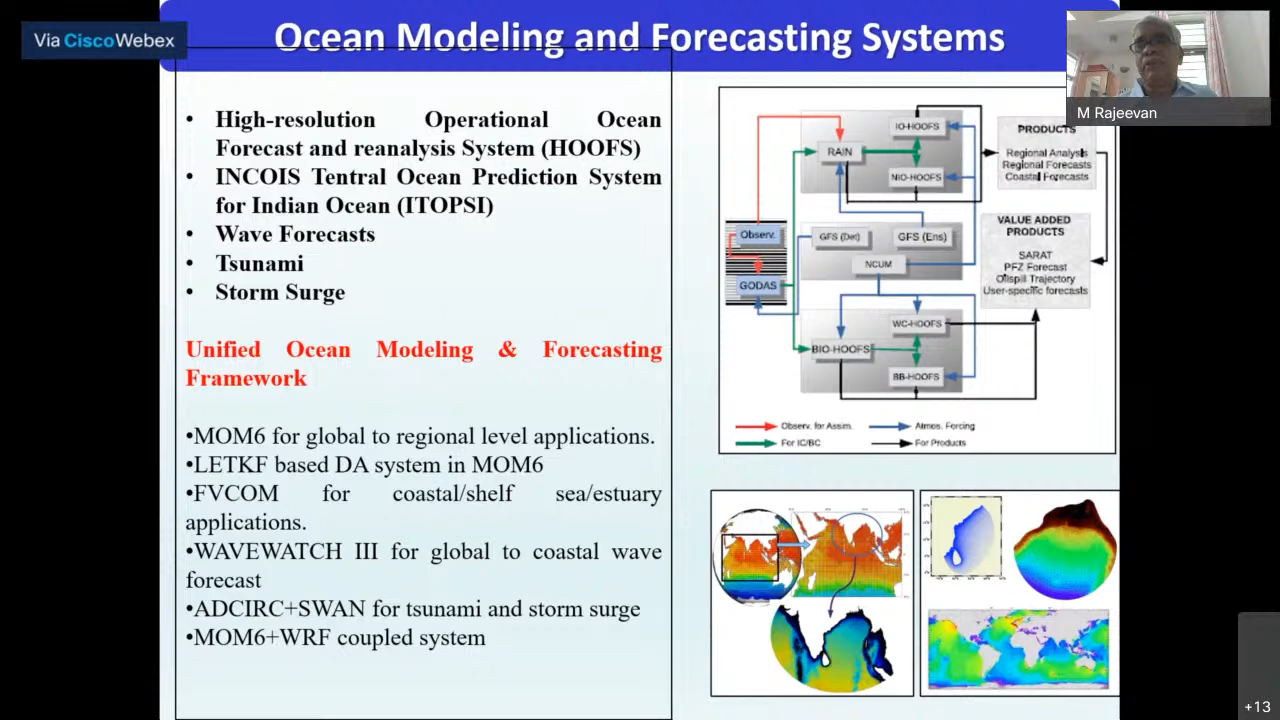 Via CiscoWebex
Ocean Modeling and Forecasting Systems
M Rajeevan
• High-resolution Operational Ocean
Forecast and reanalysis System (HOOFS)
• INCOIS Tentral Ocean Prediction System
for Indian Ocean (ITOPSI)
• Wave Forecasts
• Tsunami
• Storm Surge
Unified Ocean Modeling & Forecasting
Framework
•MOM6 for global to regional level applications.
•LETKF based DA system in MOM6
•FVCOM for coastal/shelf sea/estuary
applications.
•WAVEWATCH III for global to coastal wave
forecast
•ADCIRC+SWAN for tsunami and storm surge
•MOM6+WRF coupled system
IO-HOOFS
RAIN
NIO-HOOFS
PRODUCTS
Regional Analysis
Regional Forecasts
Coastal Forecasts
Observ.
GFS (Det)
GFS (Ens)
NCUM
GODAS
VALUE ADDED
PRODUCTS
SARAT
PFZ Forecast
Oilspill Trajectory
User-specific forecasts
WC-HOOFS
BIO-HOOFS
BB-HOOFS
Observ. for Assim.
Atmos. Forcing
For IC/BC
For Products
+13